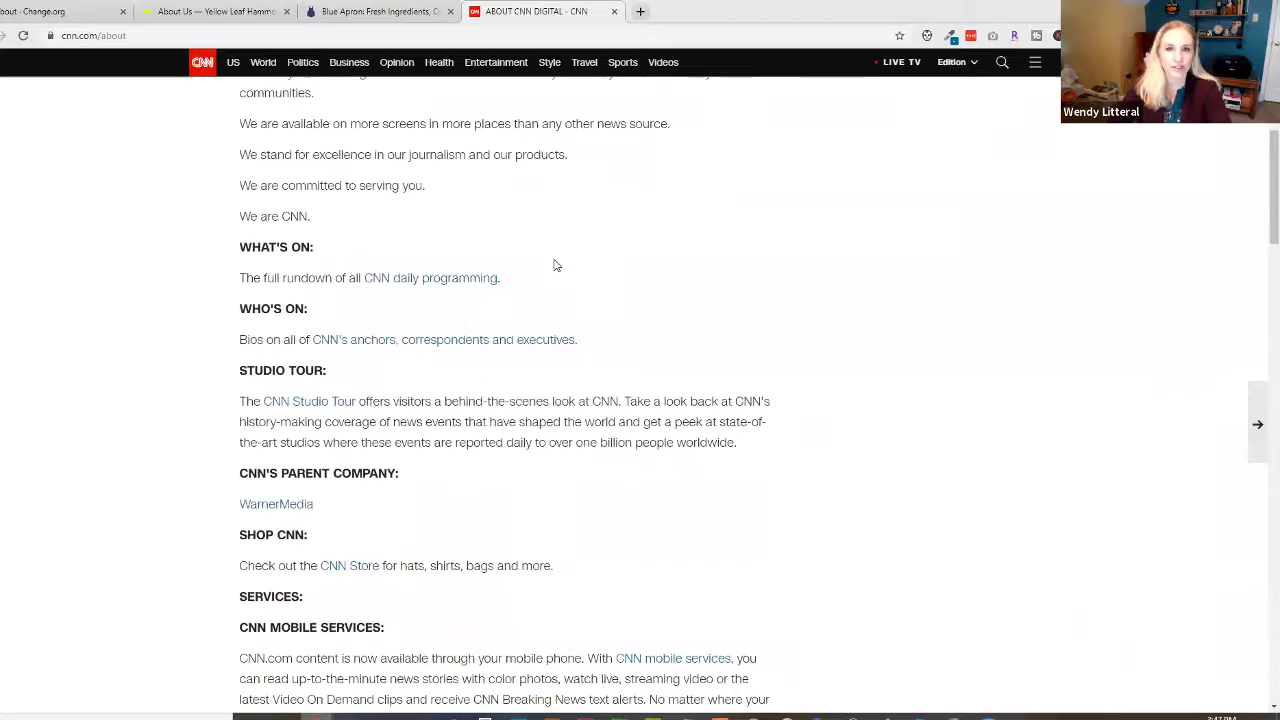 out - Change.org
About Us — Yellow Leaf Hammo
Blue Aprons Fresh Ingredients, C
ABOUT CNN DIGITAL - CNN
cnn.com/about
CNN
US World Politics Business Opinion Health Entertainment Style Travel Sports Videos
LIVE TV Edition
Wendy Litteral
communities.
We are available on more screens in more places than any other news source.
We stand for excellence in our journalism and our products.
We are committed to serving you.
We are CNN.
WHAT'S ON:
The full rundown of all CNN daily programming.
WHO'S ON:
Bios on all of CNN's anchors, correspondents and executives.
STUDIO TOUR:
The CNN Studio Tour offers visitors a behind-the-scenes look at CNN. Take a look back at CNN's
history-making coverage of news events that have shaped the world and get a peek at state-of-
the-art studios where these events are reported daily to over one billion people worldwide.
CNN'S PARENT COMPANY:
WarnerMedia
SHOP CNN:
Check out the CNN Store for hats, shirts, bags and more.
SERVICES:
CNN MOBILE SERVICES:
CNN.com content is now available through your mobile phone. With CNN mobile services, you
can read up-to-the-minute news stories with color photos, watch live, streaming video or the
latest Video On Demand clips and receive CNN Breaking News text alerts. No matter where your